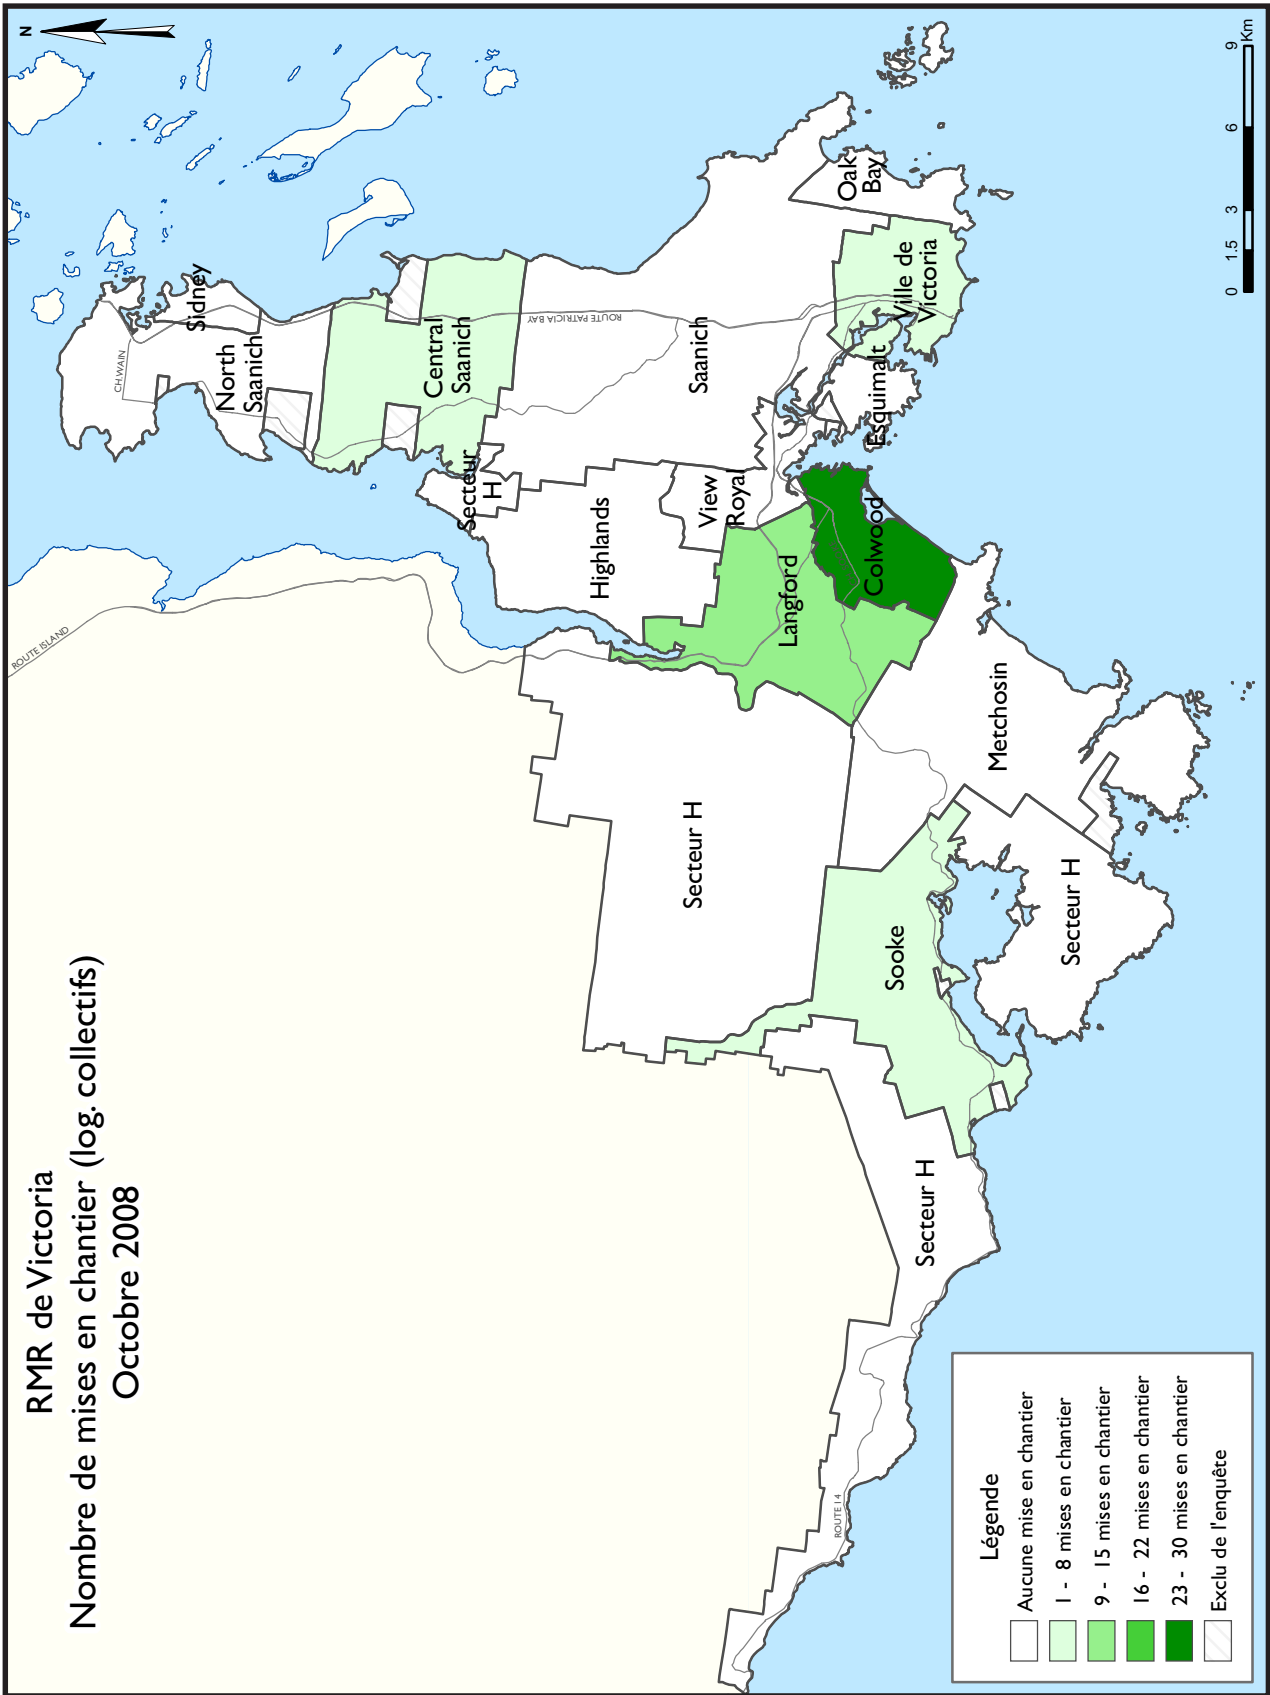 RMR de Victoria
Nombre de mises en chantier (log. collectifs)
Octobre 2008
N
ROUTE ISLAND
CH.WAIN
Sidney
North
Saanich
Central
Saanich
ROUTE PATRICIA BAY
Saanich
Secteur
H
Highlands
View
Royal
Oak
Bay
Ville de
Victoria
Esquimalt
Langford
Colwood
Metchosin
Secteur H
Sooke
Secteur H
Secteur H
ROUTE 14
Légende
Aucune mise en chantier
1 - 8 mises en chantier
9 - 15 mises en chantier
16 - 22 mises en chantier
23 - 30 mises en chantier
Exclu de l'enquête
0 1.5 3 6 9
Km